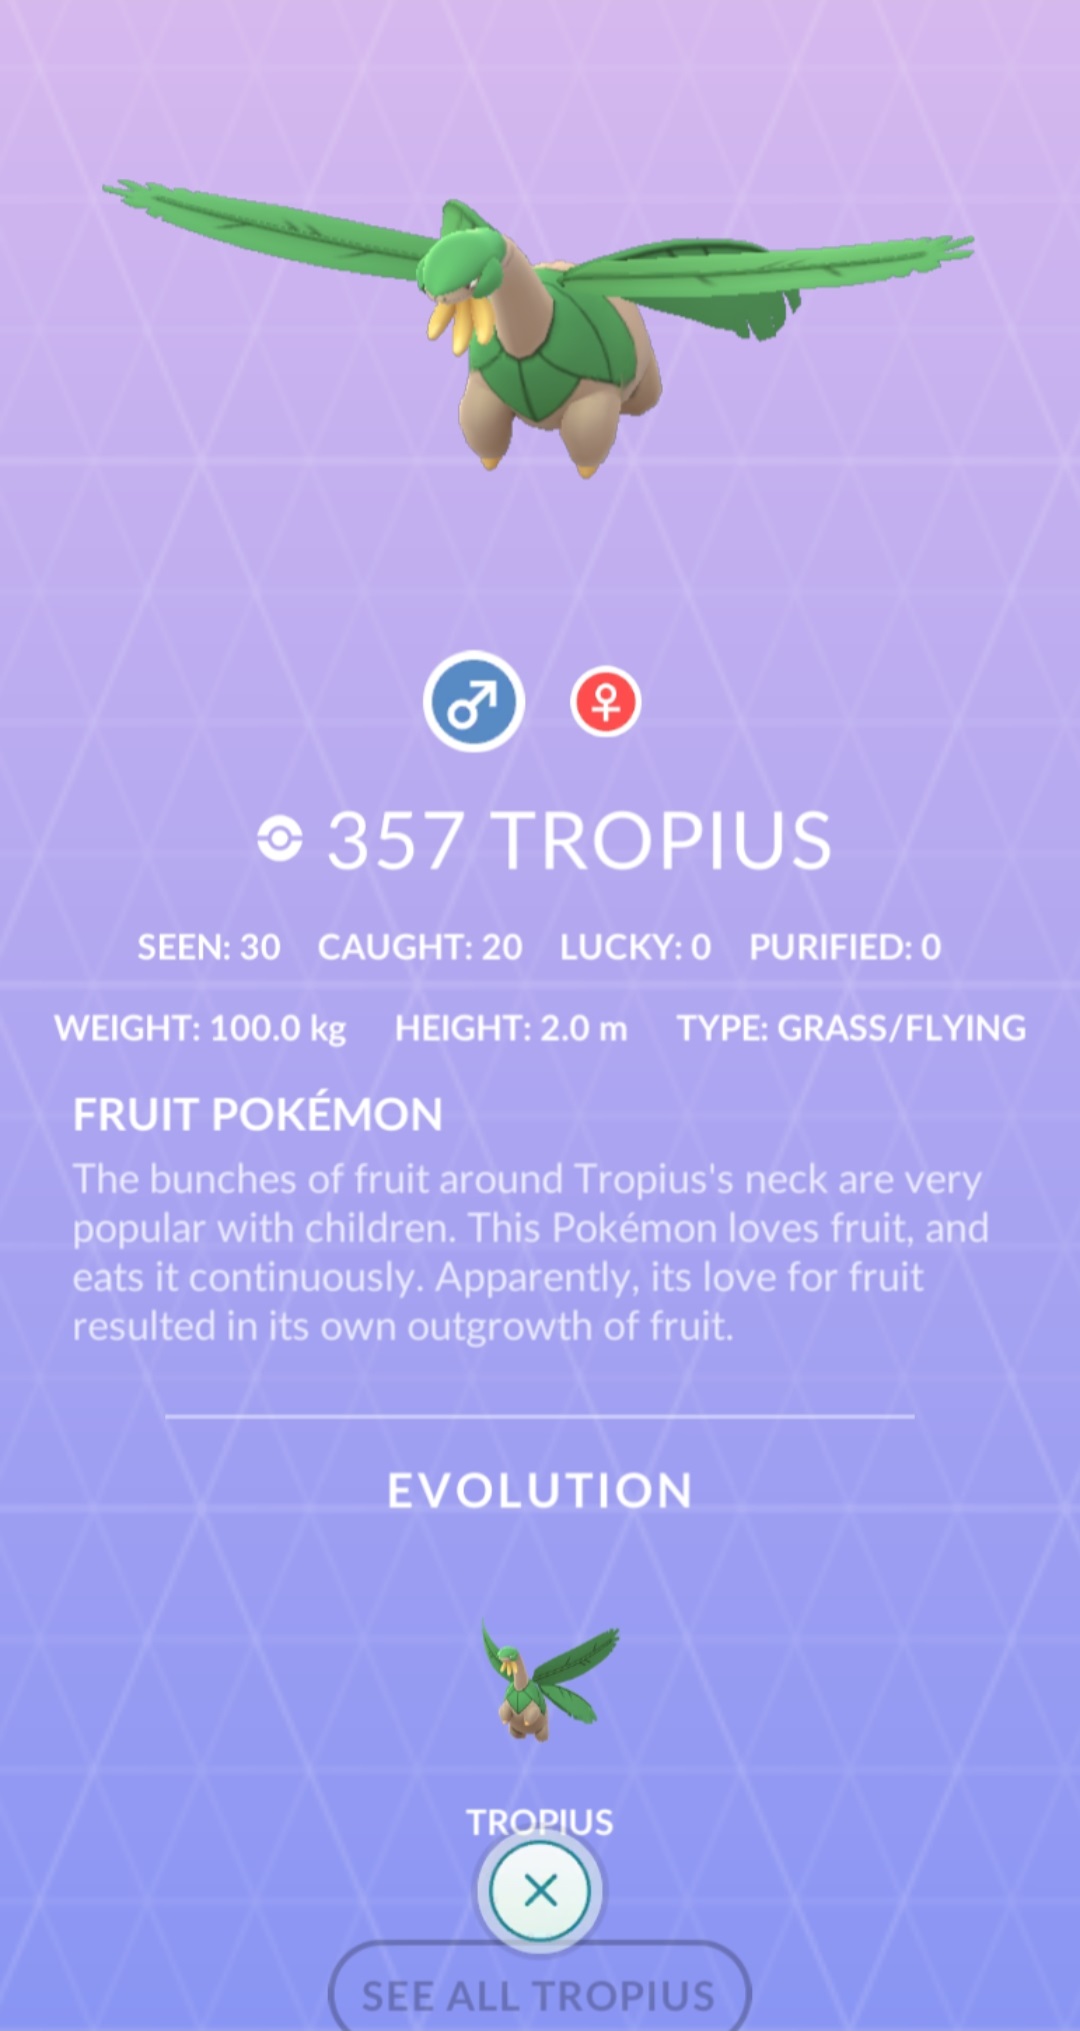 357 TROPIUS
SEEN: 30 CAUGHT: 20 LUCKY: 0 PURIFIED: 0
WEIGHT: 100.0 kg HEIGHT: 2.0 m TYPE: GRASS/FLYING
FRUIT POKÉMON
The bunches of fruit around Tropius's neck are very
popular with children. This Pokémon loves fruit, and
eats it continuously. Apparently, its love for fruit
resulted in its own outgrowth of fruit.
EVOLUTION
TROPIUS
SEE ALL TROPIUS